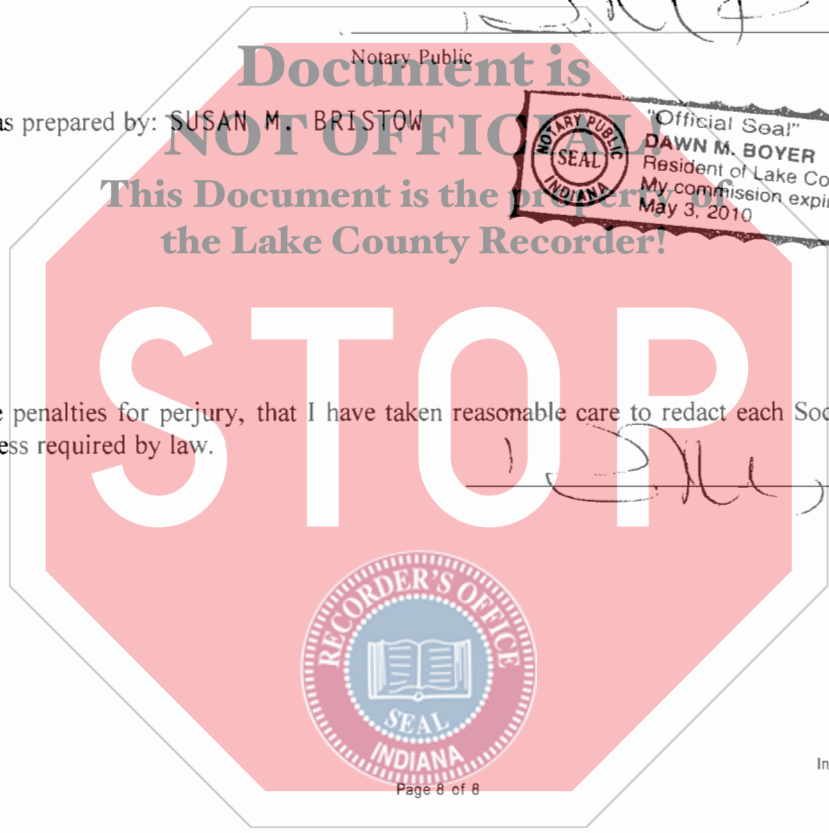 Notary Public
Document is
as prepared by: SUSAN M. BRISTOW
NOT OFFICIAL!
This Document is the property of
the Lake County Recorder!
NOTARY PUBLIC
SEAL
INDIANA
"Official Seal"
DAWN M. BOYER
Resident of Lake Co
My commission expir
May 3, 2010
STOP
e penalties for perjury, that I have taken reasonable care to redact each Soc
ess required by law.
RECORDER'S OFFICE
SEAL
INDIANA
In
Page 8 of 8